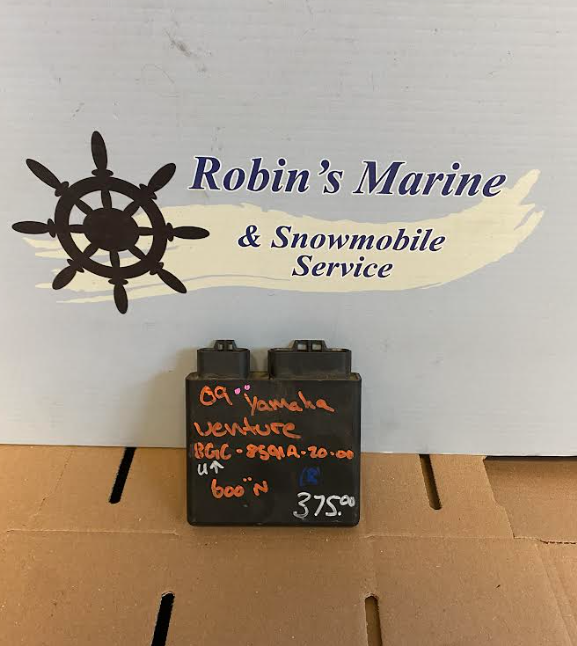 Robin's Marine
& Snowmobile
Service
09 Yamaha
Venture
8GC-8591A-20-00
U↑
600"N
375.00